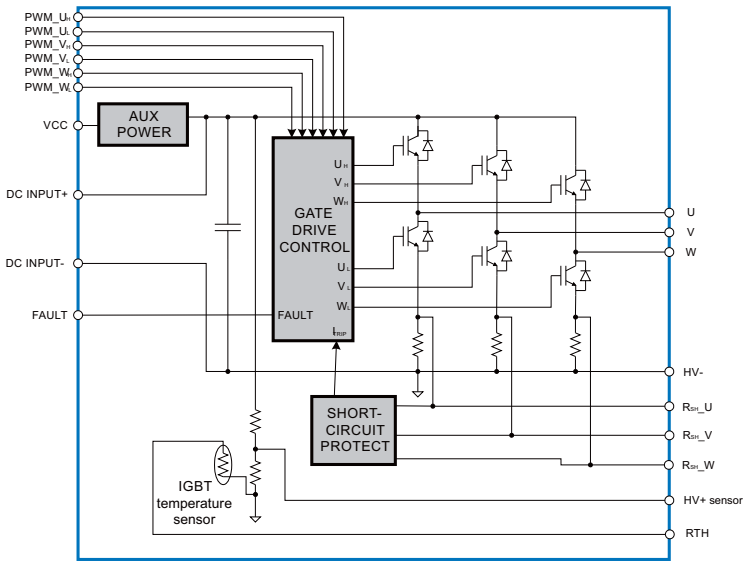 PWM_UH
PWM_UL
PWM_VH
PWM_VL
PWM_WH
PWM_WL
VCC
AUX
POWER
DC INPUT+
DC INPUT-
FAULT
UH
VH
WH
GATE
DRIVE
CONTROL
UL
VL
WL
FAULT
ITRIP
U
V
W
HV-
SHORT-
CIRCUIT
PROTECT
RSH_U
RSH_V
RSH_W
IGBT
temperature
sensor
HV+ sensor
RTH